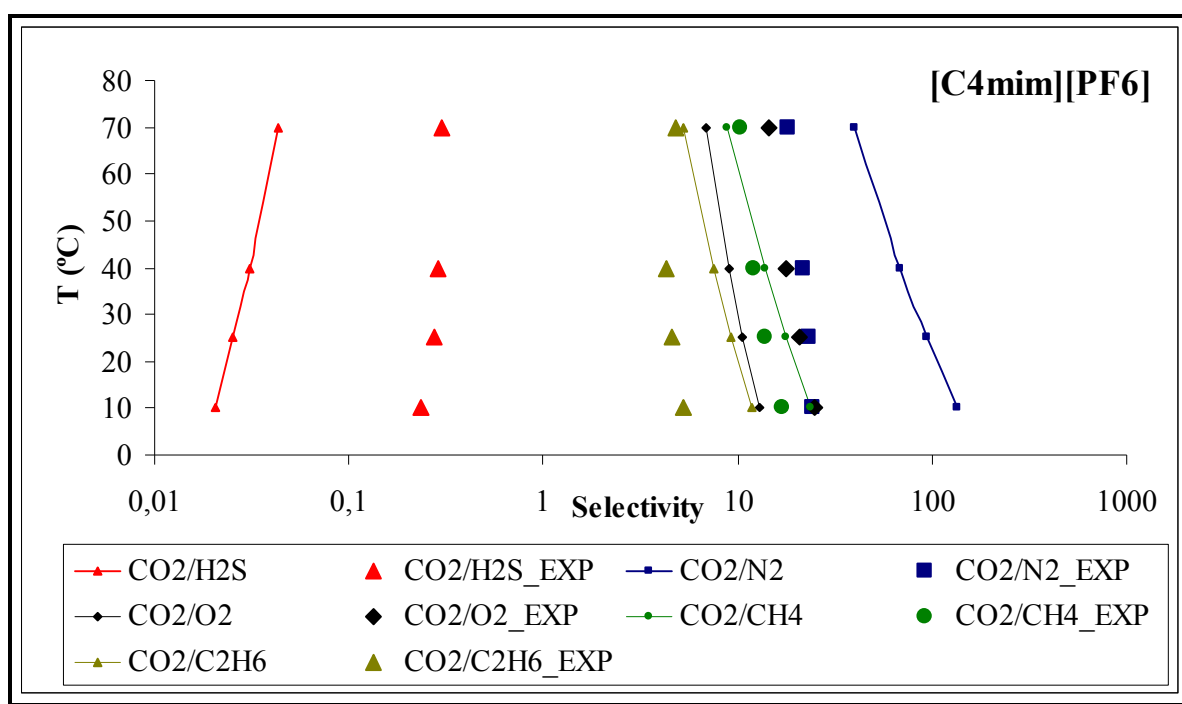 [C4mim][PF6]
80
70
60
50
40
30
20
10
0
T (ºC)
0,01 0,1 1 10 100 1000
Selectivity
CO2/H2S CO2/H2S_EXP CO2/N2 CO2/N2_EXP
CO2/O2 CO2/O2_EXP CO2/CH4 CO2/CH4_EXP
CO2/C2H6 CO2/C2H6_EXP